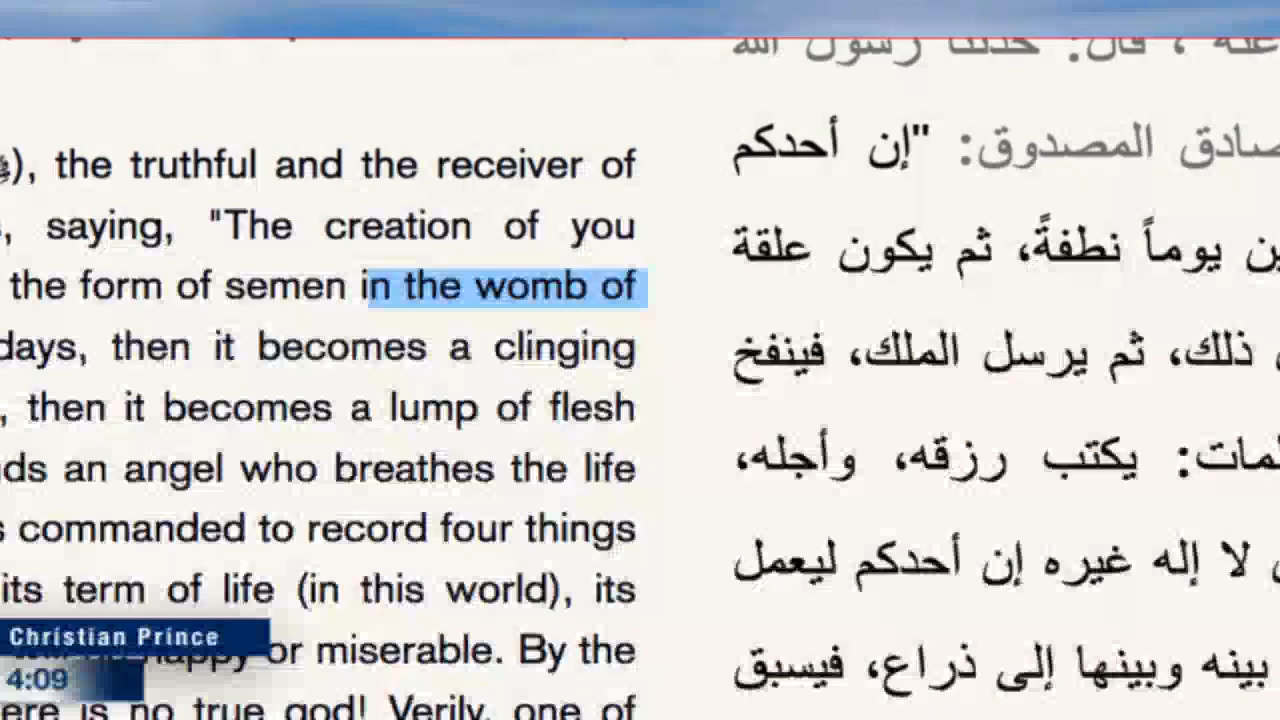 ), the truthful and the receiver of
, saying, "The creation of you
the form of semen in the womb of
days, then it becomes a clinging
, then it becomes a lump of flesh
an angel who breathes the life
commanded to record four things
its term of life (in this world), its
happy or miserable. By the
is no true god! Verily, one of
عنه ، قال: حدثنا رسول الله
المصدوق: "إن أحدكم
يوماً نطفةً، ثم يكون علقة
ذلك، ثم يرسل الملك، فينفخ
يكتب رزقه، وأجله،
لا إله غيره إن أحدكم ليعمل
بينه وبينها إلى ذراع، فيسبق
Christian Prince
4:09